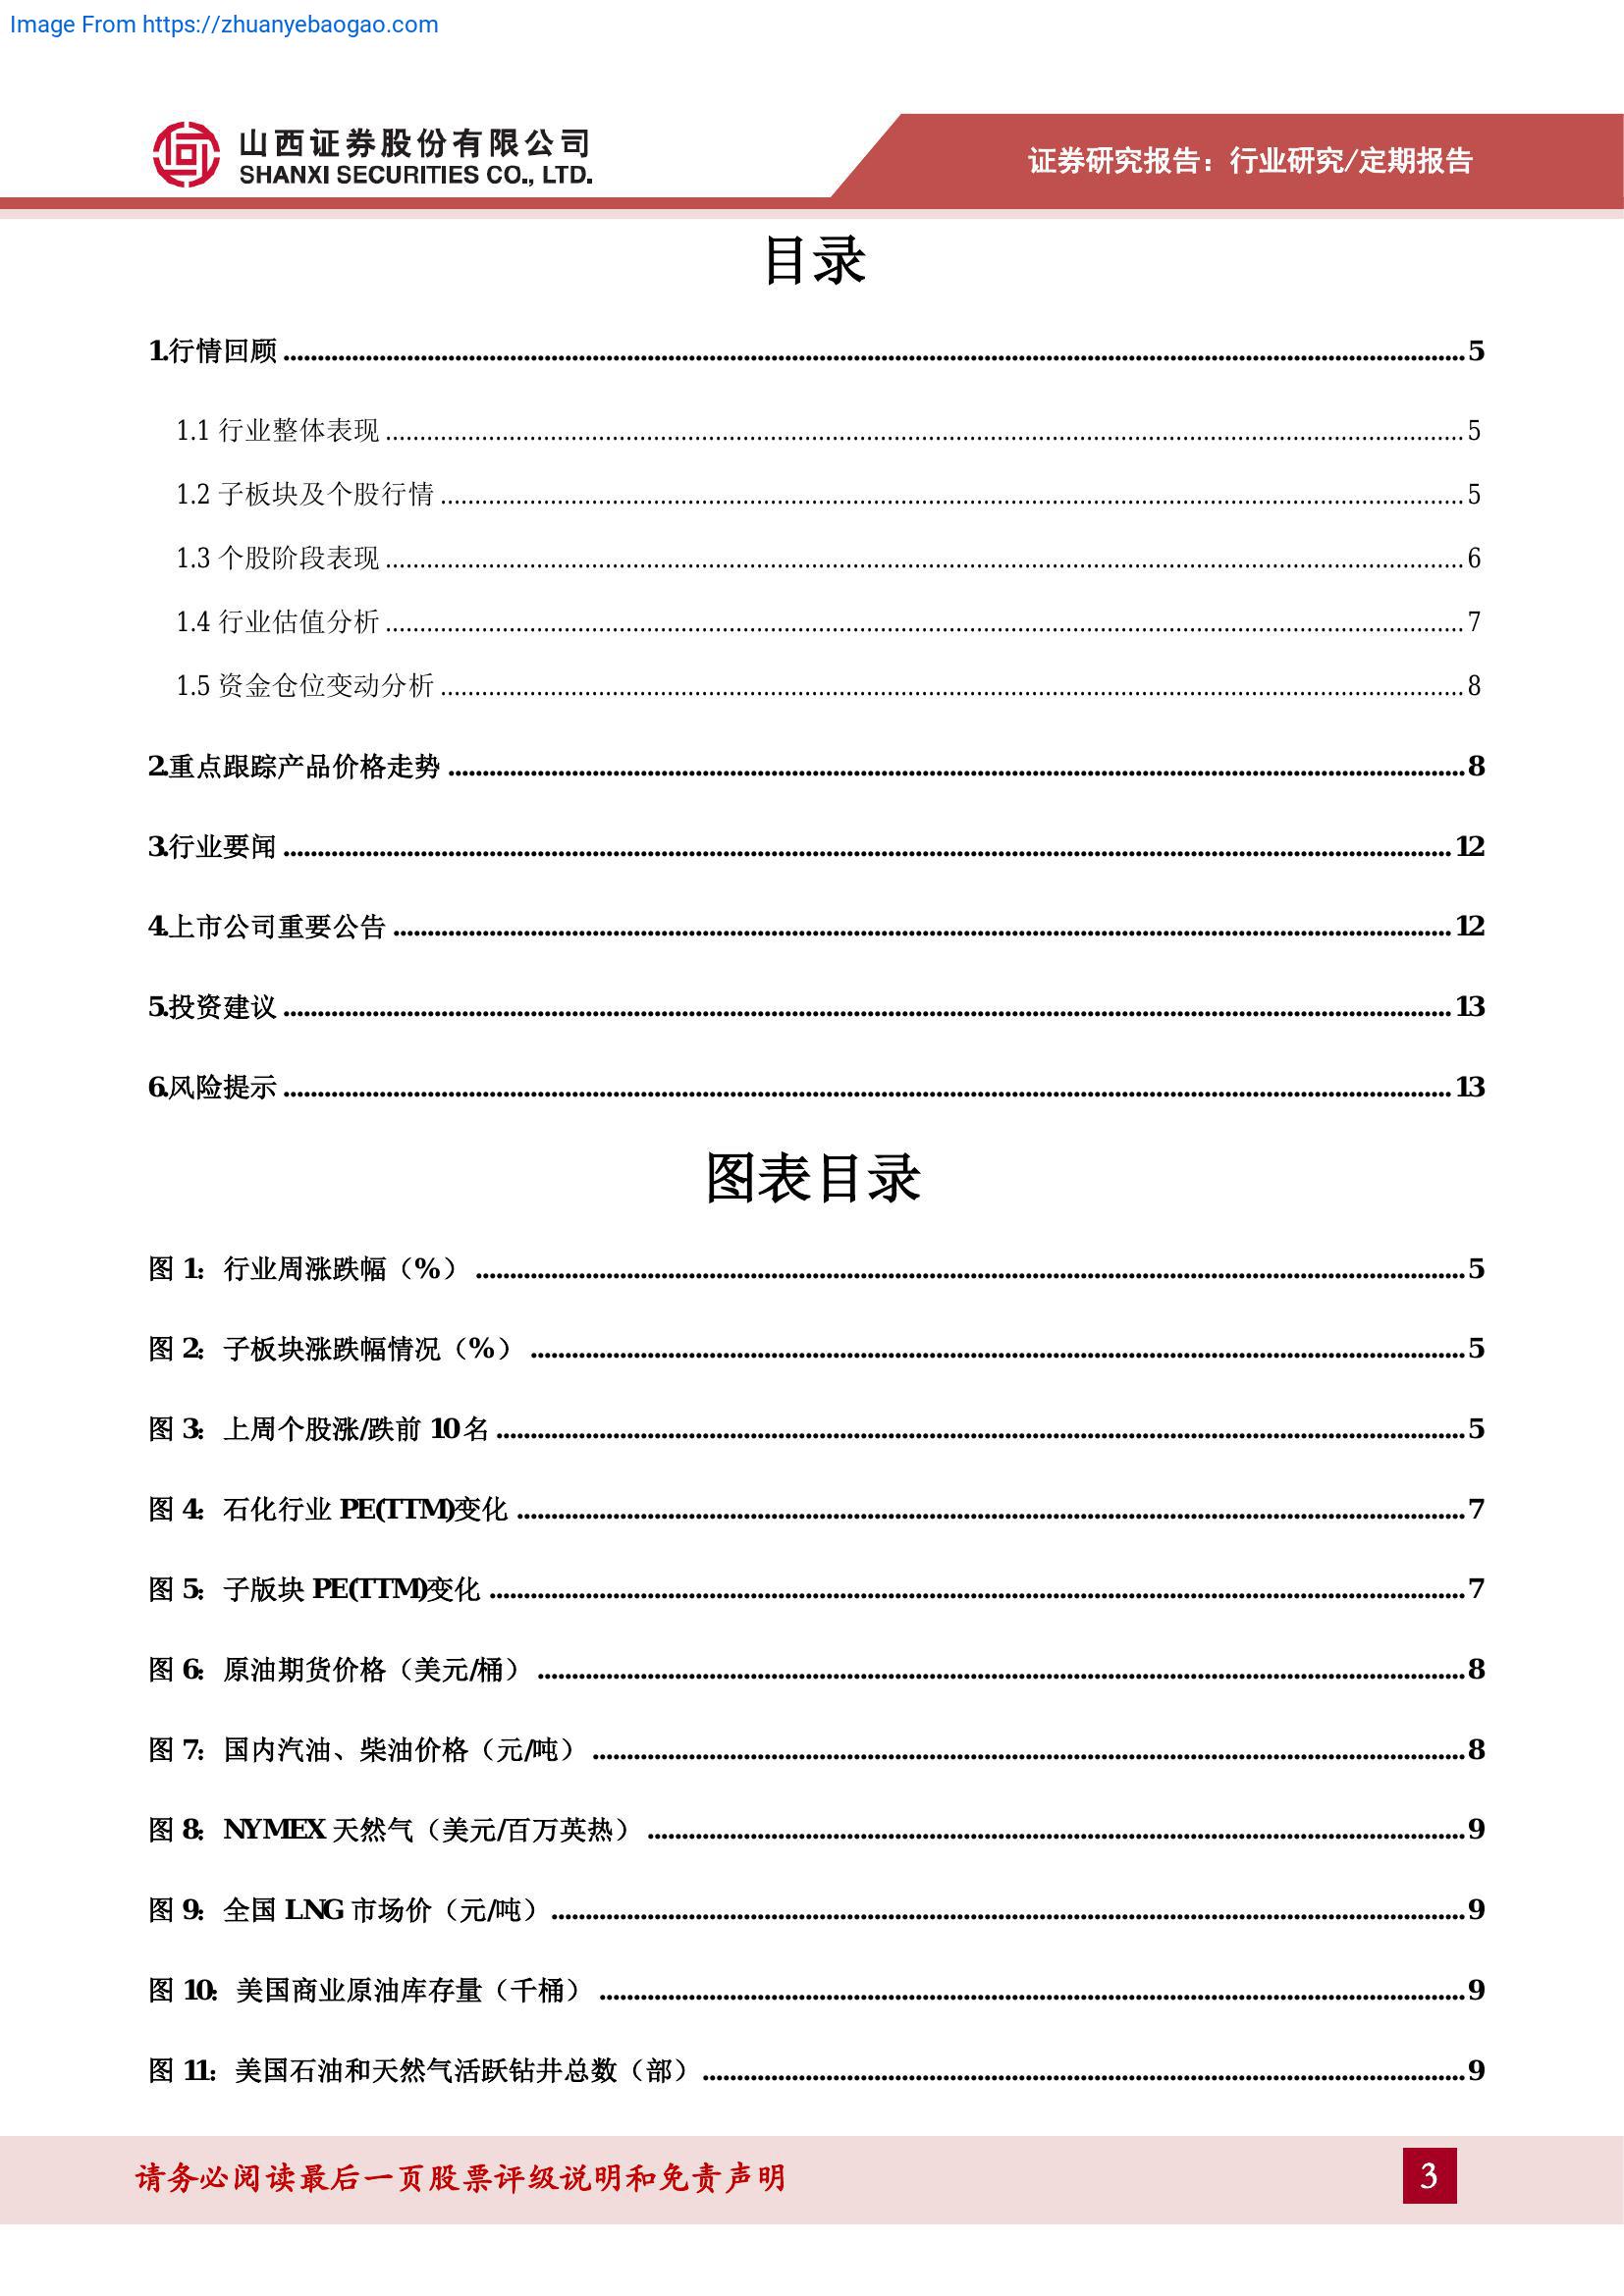 Image From https://zhuanyebaogao.com
山西证券股份有限公司
SHANXI SECURITIES CO., LTD.
证券研究报告：行业研究/定期报告
目录
1.行情回顾 ........................................ 5
1.1 行业整体表现 ........................................ 5
1.2 子板块及个股行情 ........................................ 5
1.3 个股阶段表现 ........................................ 6
1.4 行业估值分析 ........................................ 7
1.5 资金仓位变动分析 ........................................ 8
2.重点跟踪产品价格走势 ........................................ 8
3.行业要闻 ........................................ 12
4.上市公司重要公告 ........................................ 12
5.投资建议 ........................................ 13
6.风险提示 ........................................ 13
图表目录
图 1：行业周涨跌幅（%） ........................................ 5
图 2：子板块涨跌幅情况（%） ........................................ 5
图 3：上周个股涨/跌前 10 名 ........................................ 5
图 4：石化行业 PE(TTM)变化 ........................................ 7
图 5：子版块 PE(TTM)变化 ........................................ 7
图 6：原油期货价格（美元/桶） ........................................ 8
图 7：国内汽油、柴油价格（元/吨） ........................................ 8
图 8：NYMEX 天然气（美元/百万英热） ........................................ 9
图 9：全国 LNG 市场价（元/吨） ........................................ 9
图 10：美国商业原油库存量（千桶） ........................................ 9
图 11：美国石油和天然气活跃钻井总数（部） ........................................ 9
请务必阅读最后一页股票评级说明和免责声明
3